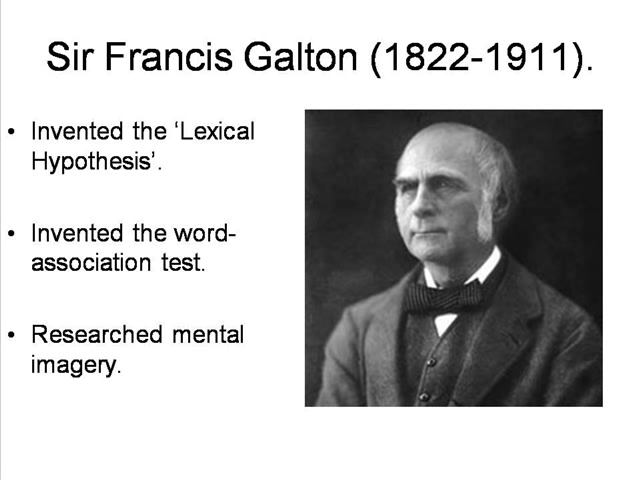 Sir Francis Galton (1822-1911).
• Invented the ‘Lexical
Hypothesis’.
• Invented the word-
association test.
• Researched mental
imagery.